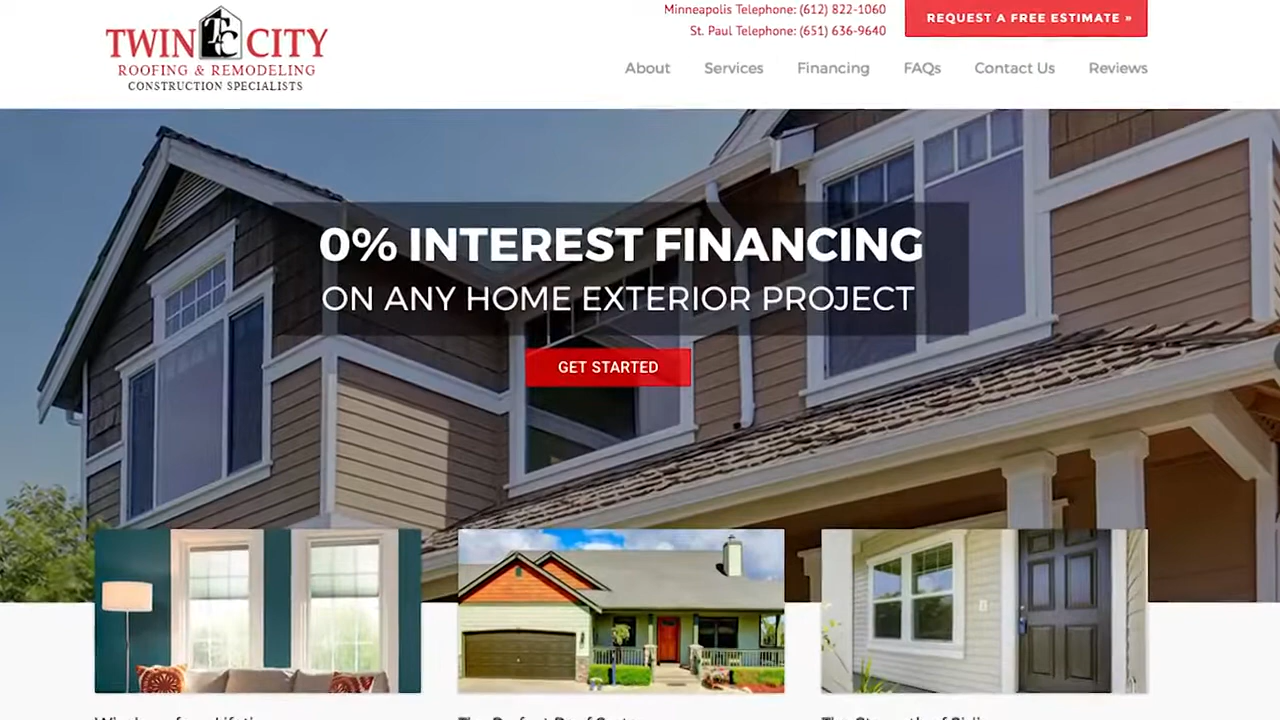 Minneapolis Telephone: (612) 822-1060
St. Paul Telephone: (651) 636-9640
REQUEST A FREE ESTIMATE »
TWIN TC CITY
ROOFING & REMODELING
CONSTRUCTION SPECIALISTS
About Services Financing FAQs Contact Us Reviews
0% INTEREST FINANCING
ON ANY HOME EXTERIOR PROJECT
GET STARTED